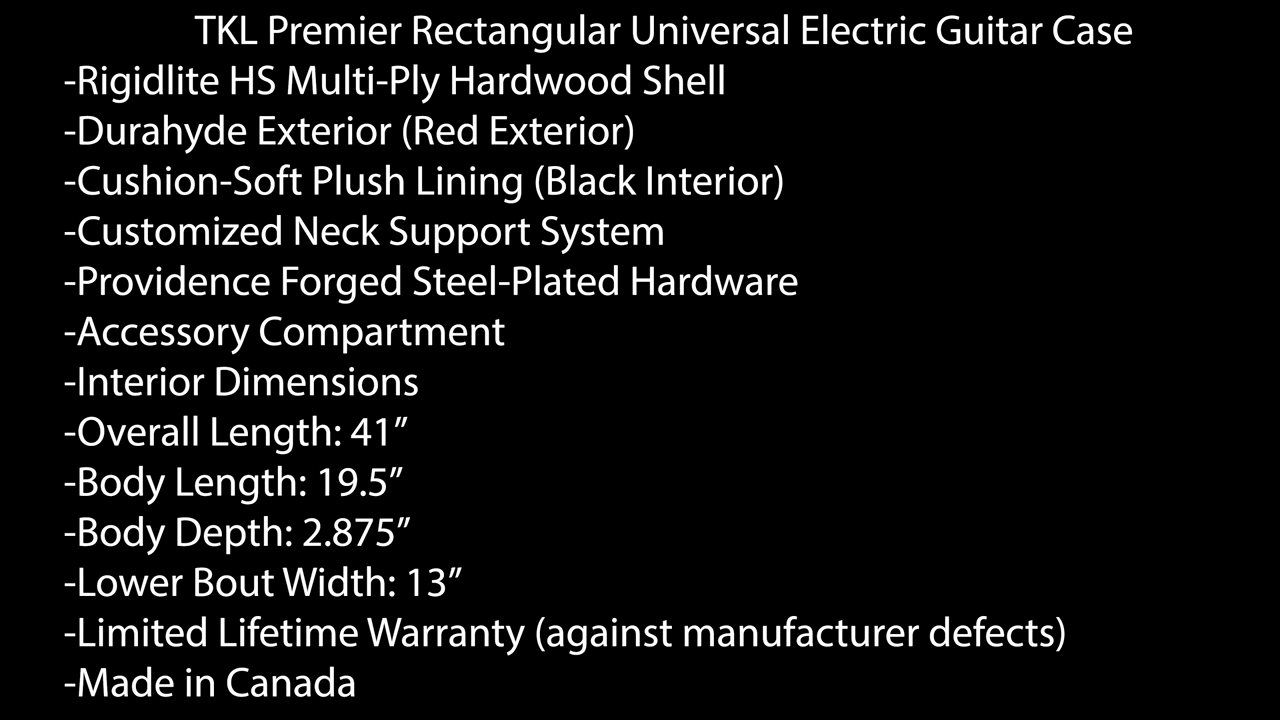 TKL Premier Rectangular Universal Electric Guitar Case
-Rigidlite HS Multi-Ply Hardwood Shell
-Durahyde Exterior (Red Exterior)
-Cushion-Soft Plush Lining (Black Interior)
-Customized Neck Support System
-Providence Forged Steel-Plated Hardware
-Accessory Compartment
-Interior Dimensions
-Overall Length: 41”
-Body Length: 19.5”
-Body Depth: 2.875”
-Lower Bout Width: 13”
-Limited Lifetime Warranty (against manufacturer defects)
-Made in Canada